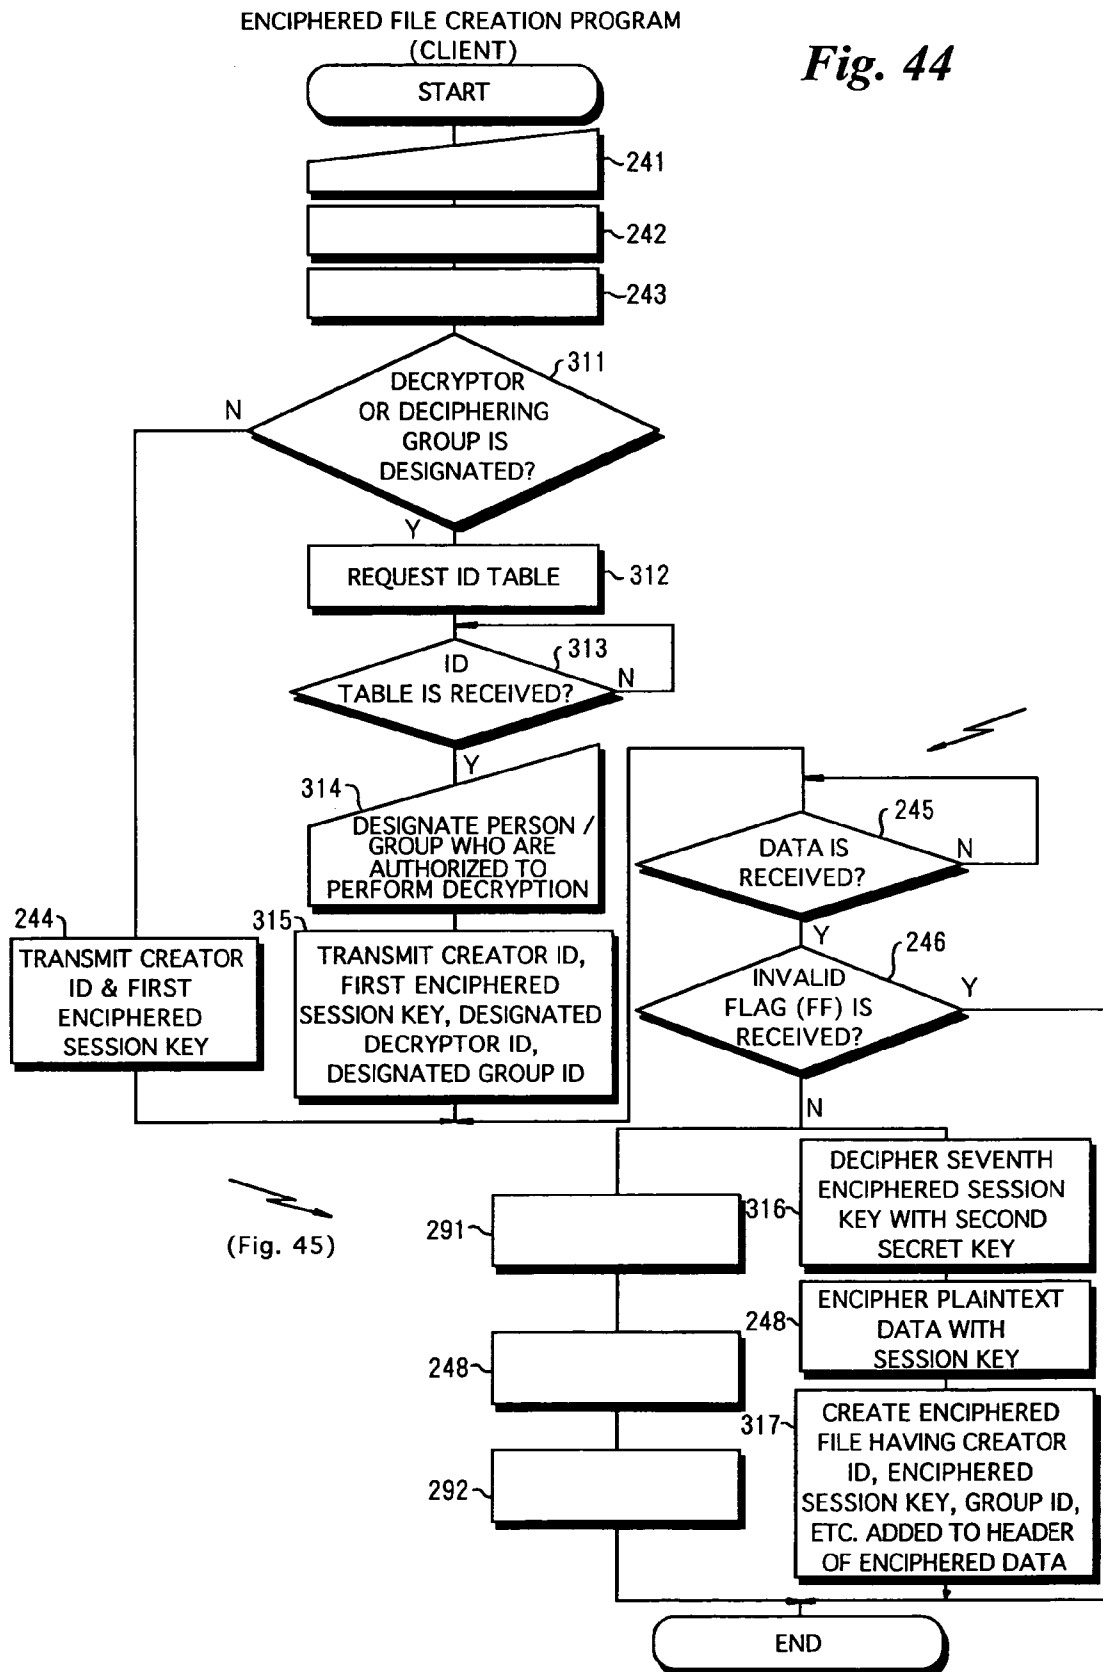 ENCIPHERED FILE CREATION PROGRAM
(CLIENT)
Fig. 44
START
241
242
243
311
DECRYPTOR
OR DECIPHERING
GROUP IS
DESIGNATED?
N
Y
REQUEST ID TABLE
312
313
ID
TABLE IS RECEIVED?
N
Y
314
DESIGNATE PERSON /
GROUP WHO ARE
AUTHORIZED TO
PERFORM DECRYPTION
244
TRANSMIT CREATOR
ID & FIRST
ENCIPHERED
SESSION KEY
315
TRANSMIT CREATOR ID,
FIRST ENCIPHERED
SESSION KEY, DESIGNATED
DECRYPTOR ID,
DESIGNATED GROUP ID
(Fig. 45)
245
DATA IS
RECEIVED?
N
Y
246
INVALID
FLAG (FF) IS
RECEIVED?
Y
N
291
248
292
316
DECIPHER SEVENTH
ENCIPHERED SESSION
KEY WITH SECOND
SECRET KEY
248
ENCIPHER PLAINTEXT
DATA WITH
SESSION KEY
317
CREATE ENCIPHERED
FILE HAVING CREATOR
ID, ENCIPHERED
SESSION KEY, GROUP ID,
ETC. ADDED TO HEADER
OF ENCIPHERED DATA
END